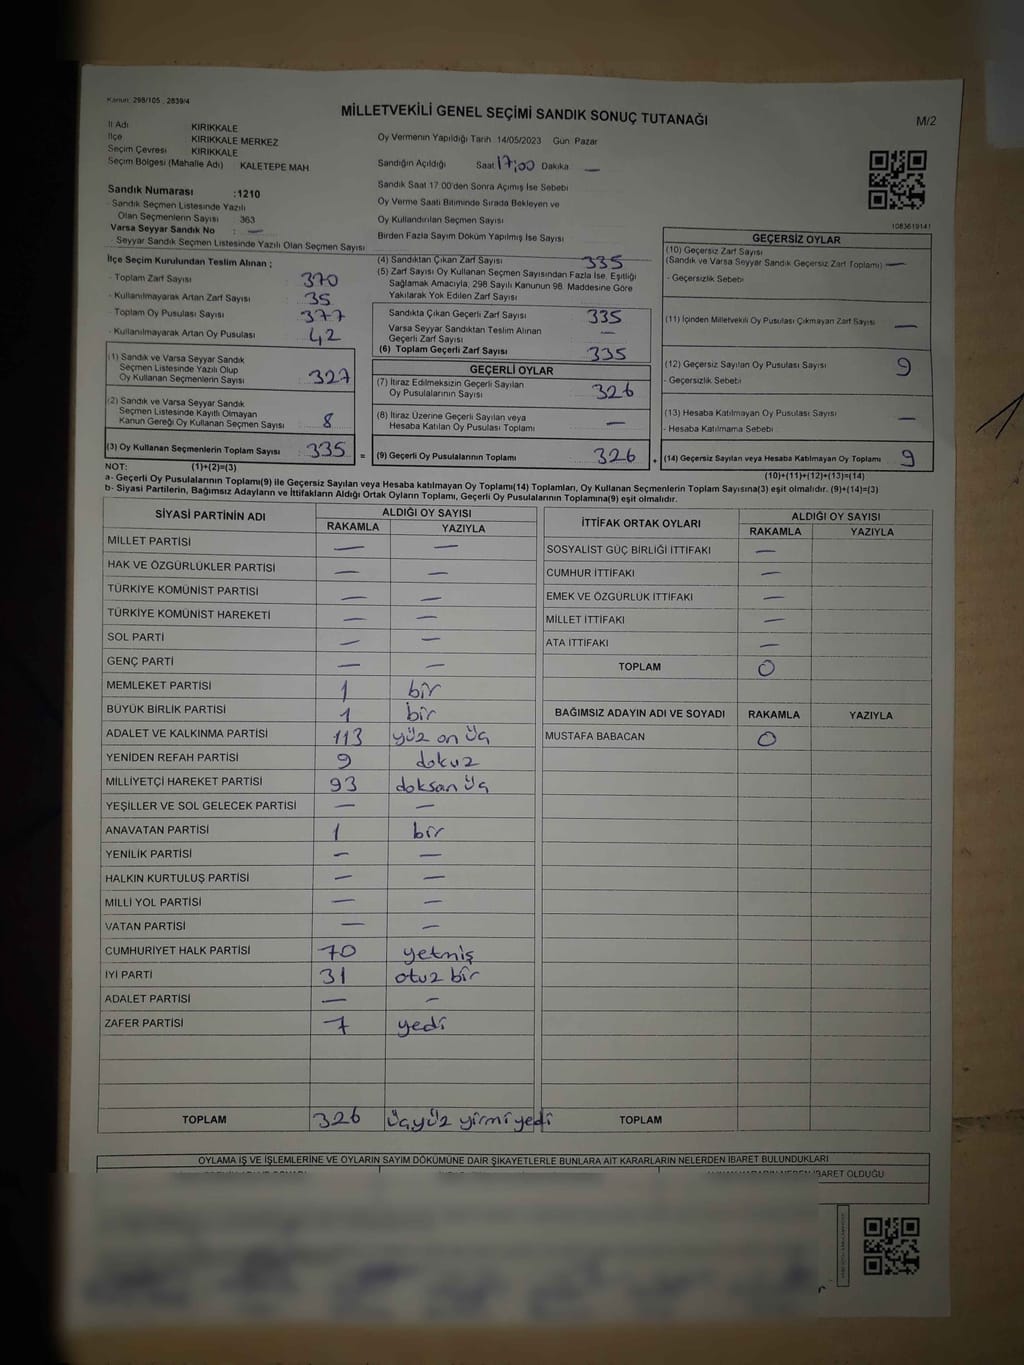 Kanun: 298/105 , 2839/4
MİLLETVEKİLİ GENEL SEÇİMİ SANDIK SONUÇ TUTANAĞI
M/2
İl Adı KIRIKKALE
İlçe KIRIKKALE MERKEZ
Seçim Çevresi KIRIKKALE
Seçim Bölgesi (Mahalle Adı) KALETEPE MAH
Oy Vermenin Yapıldığı Tarih 14/05/2023 Gün Pazar
Sandığın Açıldığı Saat 17:00 Dakika —
Sandık Saat 17 00'den Sonra Açımış İse Sebebi
Oy Verme Saati Bitiminde Sırada Bekleyen ve
Oy Kullandırılan Seçmen Sayısı
Birden Fazla Sayım Döküm Yapılmış İse Sayısı
Sandık Numarası :1210
Sandık Seçmen Listesinde Yazılı
Olan Seçmenlerin Sayısı : 363
Varsa Seyyar Sandık No : —
Seyyar Sandık Seçmen Listesinde Yazılı Olan Seçmen Sayısı
1083619141
İlçe Seçim Kurulundan Teslim Alınan ;
- Toplam Zarf Sayısı 370
- Kullanılmayarak Artan Zarf Sayısı 35
- Toplam Oy Pusulası 377
- Kullanılmayarak Artan Oy Pusulası 42
(1) Sandık ve Varsa Seyyar Sandık
Seçmen Listesinde Yazılı Olup
Oy Kullanan Seçmenlerin Sayısı 327
(2) Sandık ve Varsa Seyyar Sandık
Seçmen Listesinde Kayıtlı Olmayan
Kanun Gereği Oy Kullanan Seçmen Sayısı 8
(3) Oy Kullanan Seçmenlerin Toplam Sayısı 335 =
(4) Sandıktan Çıkan Zarf Sayısı 335
(5) Zarf Sayısı Oy Kullanan Seçmen Sayısından Fazla İse, Eşitliği
Sağlamak Amacıyla, 298 Sayılı Kanunun 98. Maddesine Göre
Yakılarak Yok Edilen Zarf Sayısı
Sandıkta Çıkan Geçerli Zarf Sayısı 335
Varsa Seyyar Sandıktan Teslim Alınan
Geçerli Zarf Sayısı —
(6) Toplam Geçerli Zarf Sayısı 335
GEÇERLİ OYLAR
(7) İtiraz Edilmeksizin Geçerli Sayılan
Oy Pusulalarının Sayısı 326
(8) İtiraz Üzerine Geçerli Sayılan veya
Hesaba Katılan Oy Pusulası Toplamı —
(9) Geçerli Oy Pusulalarının Toplamı 326 +
GEÇERSİZ OYLAR
(10) Geçersiz Zarf Sayısı
(Sandık ve Varsa Seyyar Sandık Geçersiz Zarf Toplamı) —
- Geçersizlik Sebebi
(11) İçinden Milletvekili Oy Pusulası Çıkmayan Zarf Sayısı —
(12) Geçersiz Sayılan Oy Pusulası Sayısı 9
- Geçersizlik Sebebi
(13) Hesaba Katılmayan Oy Pusulası Sayısı —
- Hesaba Katılmama Sebebi
(14) Geçersiz Sayılan veya Hesaba Katılmayan Oy Toplamı 9
NOT: (1)+(2)=(3) (10)+(11)+(12)+(13)=(14)
a- Geçerli Oy Pusulaların Toplamı(9) ile Geçersiz Sayılan veya Hesaba katılmayan Oy Toplamı(14) Toplamları, Oy Kullanan Seçmenlerin Toplam Sayısına(3) eşit olmalıdır. (9)+(14)=(3)
b- Siyasi Partilerin, Bağımsız Adayların ve İttifakların Aldığı Ortak Oyların Toplamı, Geçerli Oy Pusulalarının Toplamına(9) eşit olmalıdır.
SİYASİ PARTİNİN ADI ALDIĞI OY SAYISI
RAKAMLA YAZIYLA
MİLLET PARTİSİ — —
HAK VE ÖZGÜRLÜKLER PARTİSİ — —
TÜRKİYE KOMÜNİST PARTİSİ — —
TÜRKİYE KOMÜNİST HAREKETİ — —
SOL PARTİ — —
GENÇ PARTİ — —
MEMLEKET PARTİSİ 1 bir
BÜYÜK BİRLİK PARTİSİ 1 bir
ADALET VE KALKINMA PARTİSİ 113 yüz on üç
YENİDEN REFAH PARTİSİ 9 dokuz
MİLLİYETÇİ HAREKET PARTİSİ 93 doksan üç
YEŞİLLER VE SOL GELECEK PARTİSİ — —
ANAVATAN PARTİSİ 1 bir
YENİLİK PARTİSİ — —
HALKIN KURTULUŞ PARTİSİ — —
MİLLİ YOL PARTİSİ — —
VATAN PARTİSİ — —
CUMHURİYET HALK PARTİSİ 70 yetmiş
İYİ PARTİ 31 otuz bir
ADALET PARTİSİ — —
ZAFER PARTİSİ 7 yedi
TOPLAM 326 üçyüz yirmi yedi
İTTİFAK ORTAK OYLARI ALDIĞI OY SAYISI
RAKAMLA YAZIYLA
SOSYALİST GÜÇ BİRLİĞİ İTTİFAKI —
CUMHUR İTTİFAKI —
EMEK VE ÖZGÜRLÜK İTTİFAKI —
MİLLET İTTİFAKI —
ATA İTTİFAKI —
TOPLAM 0
BAĞIMSIZ ADAYIN ADI VE SOYADI RAKAMLA YAZIYLA
MUSTAFA BABACAN 0
TOPLAM
OYLAMA İŞ VE İŞLEMLERİNE VE OYLARIN SAYIM DÖKÜMÜNE DAİR ŞİKAYETLERLE BUNLARA AİT KARARLARIN NELERDEN İBARET BULUNDUKLARI
İBARET OLDUĞU